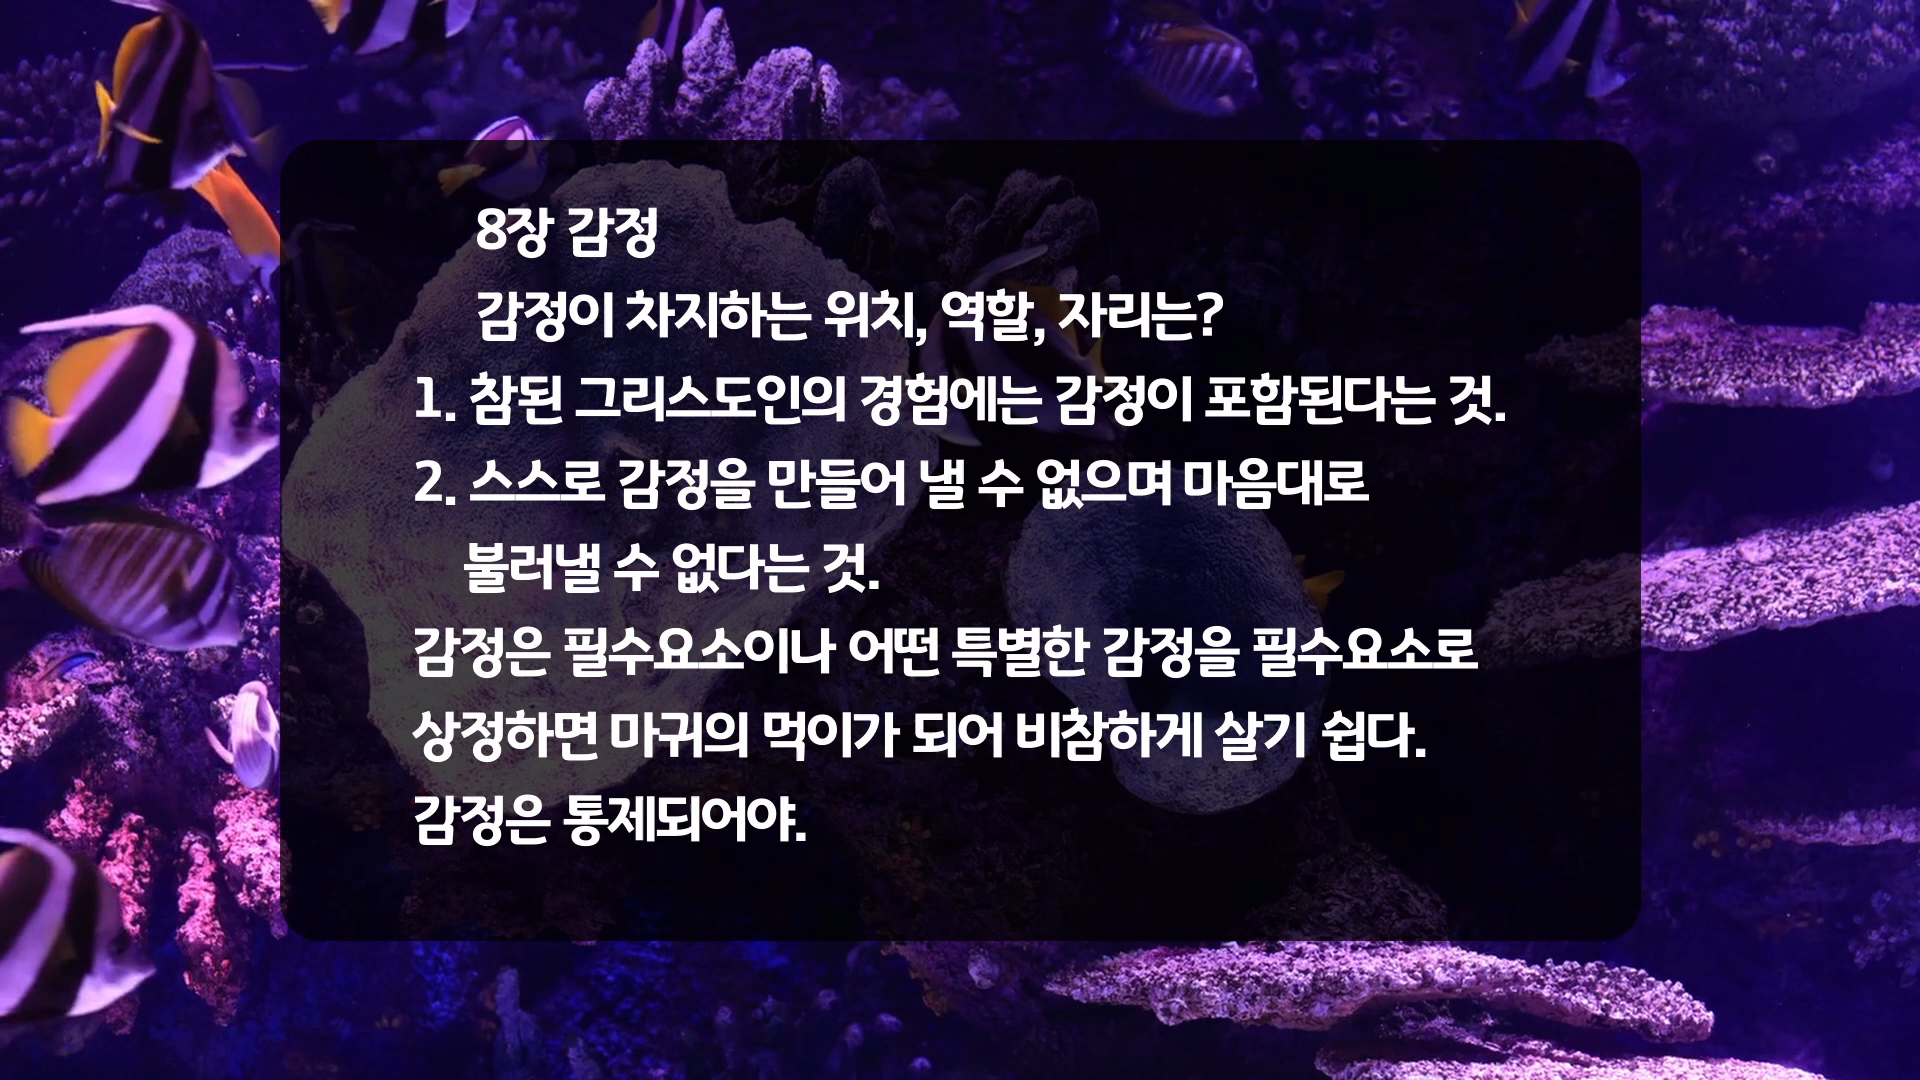 8장 감정
감정이 차지하는 위치, 역할, 자리는?
1. 참된 그리스도인의 경험에는 감정이 포함된다는 것.
2. 스스로 감정을 만들어 낼 수 없으며 마음대로
불러낼 수 없다는 것.
감정은 필수요소이나 어떤 특별한 감정을 필수요소로
상정하면 마귀의 먹이가 되어 비참하게 살기 쉽다.
감정은 통제되어야.